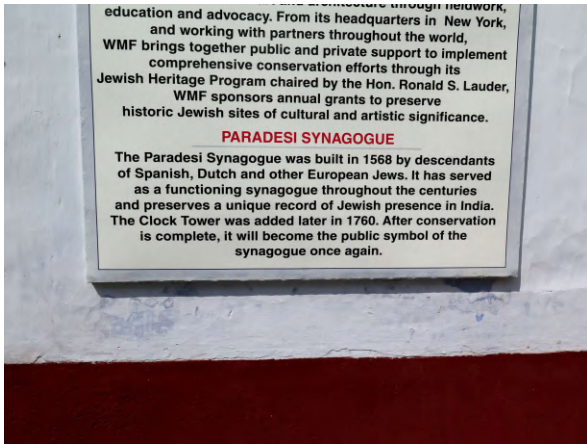 and architecture through fieldwork,
education and advocacy. From its headquarters in New York,
and working with partners throughout the world,
WMF brings together public and private support to implement
comprehensive conservation efforts through its
Jewish Heritage Program chaired by the Hon. Ronald S. Lauder,
WMF sponsors annual grants to preserve
historic Jewish sites of cultural and artistic significance.
PARADESI SYNAGOGUE
The Paradesi Synagogue was built in 1568 by descendants
of Spanish, Dutch and other European Jews. It has served
as a functioning synagogue throughout the centuries
and preserves a unique record of Jewish presence in India.
The Clock Tower was added later in 1760. After conservation
is complete, it will become the public symbol of the
synagogue once again.